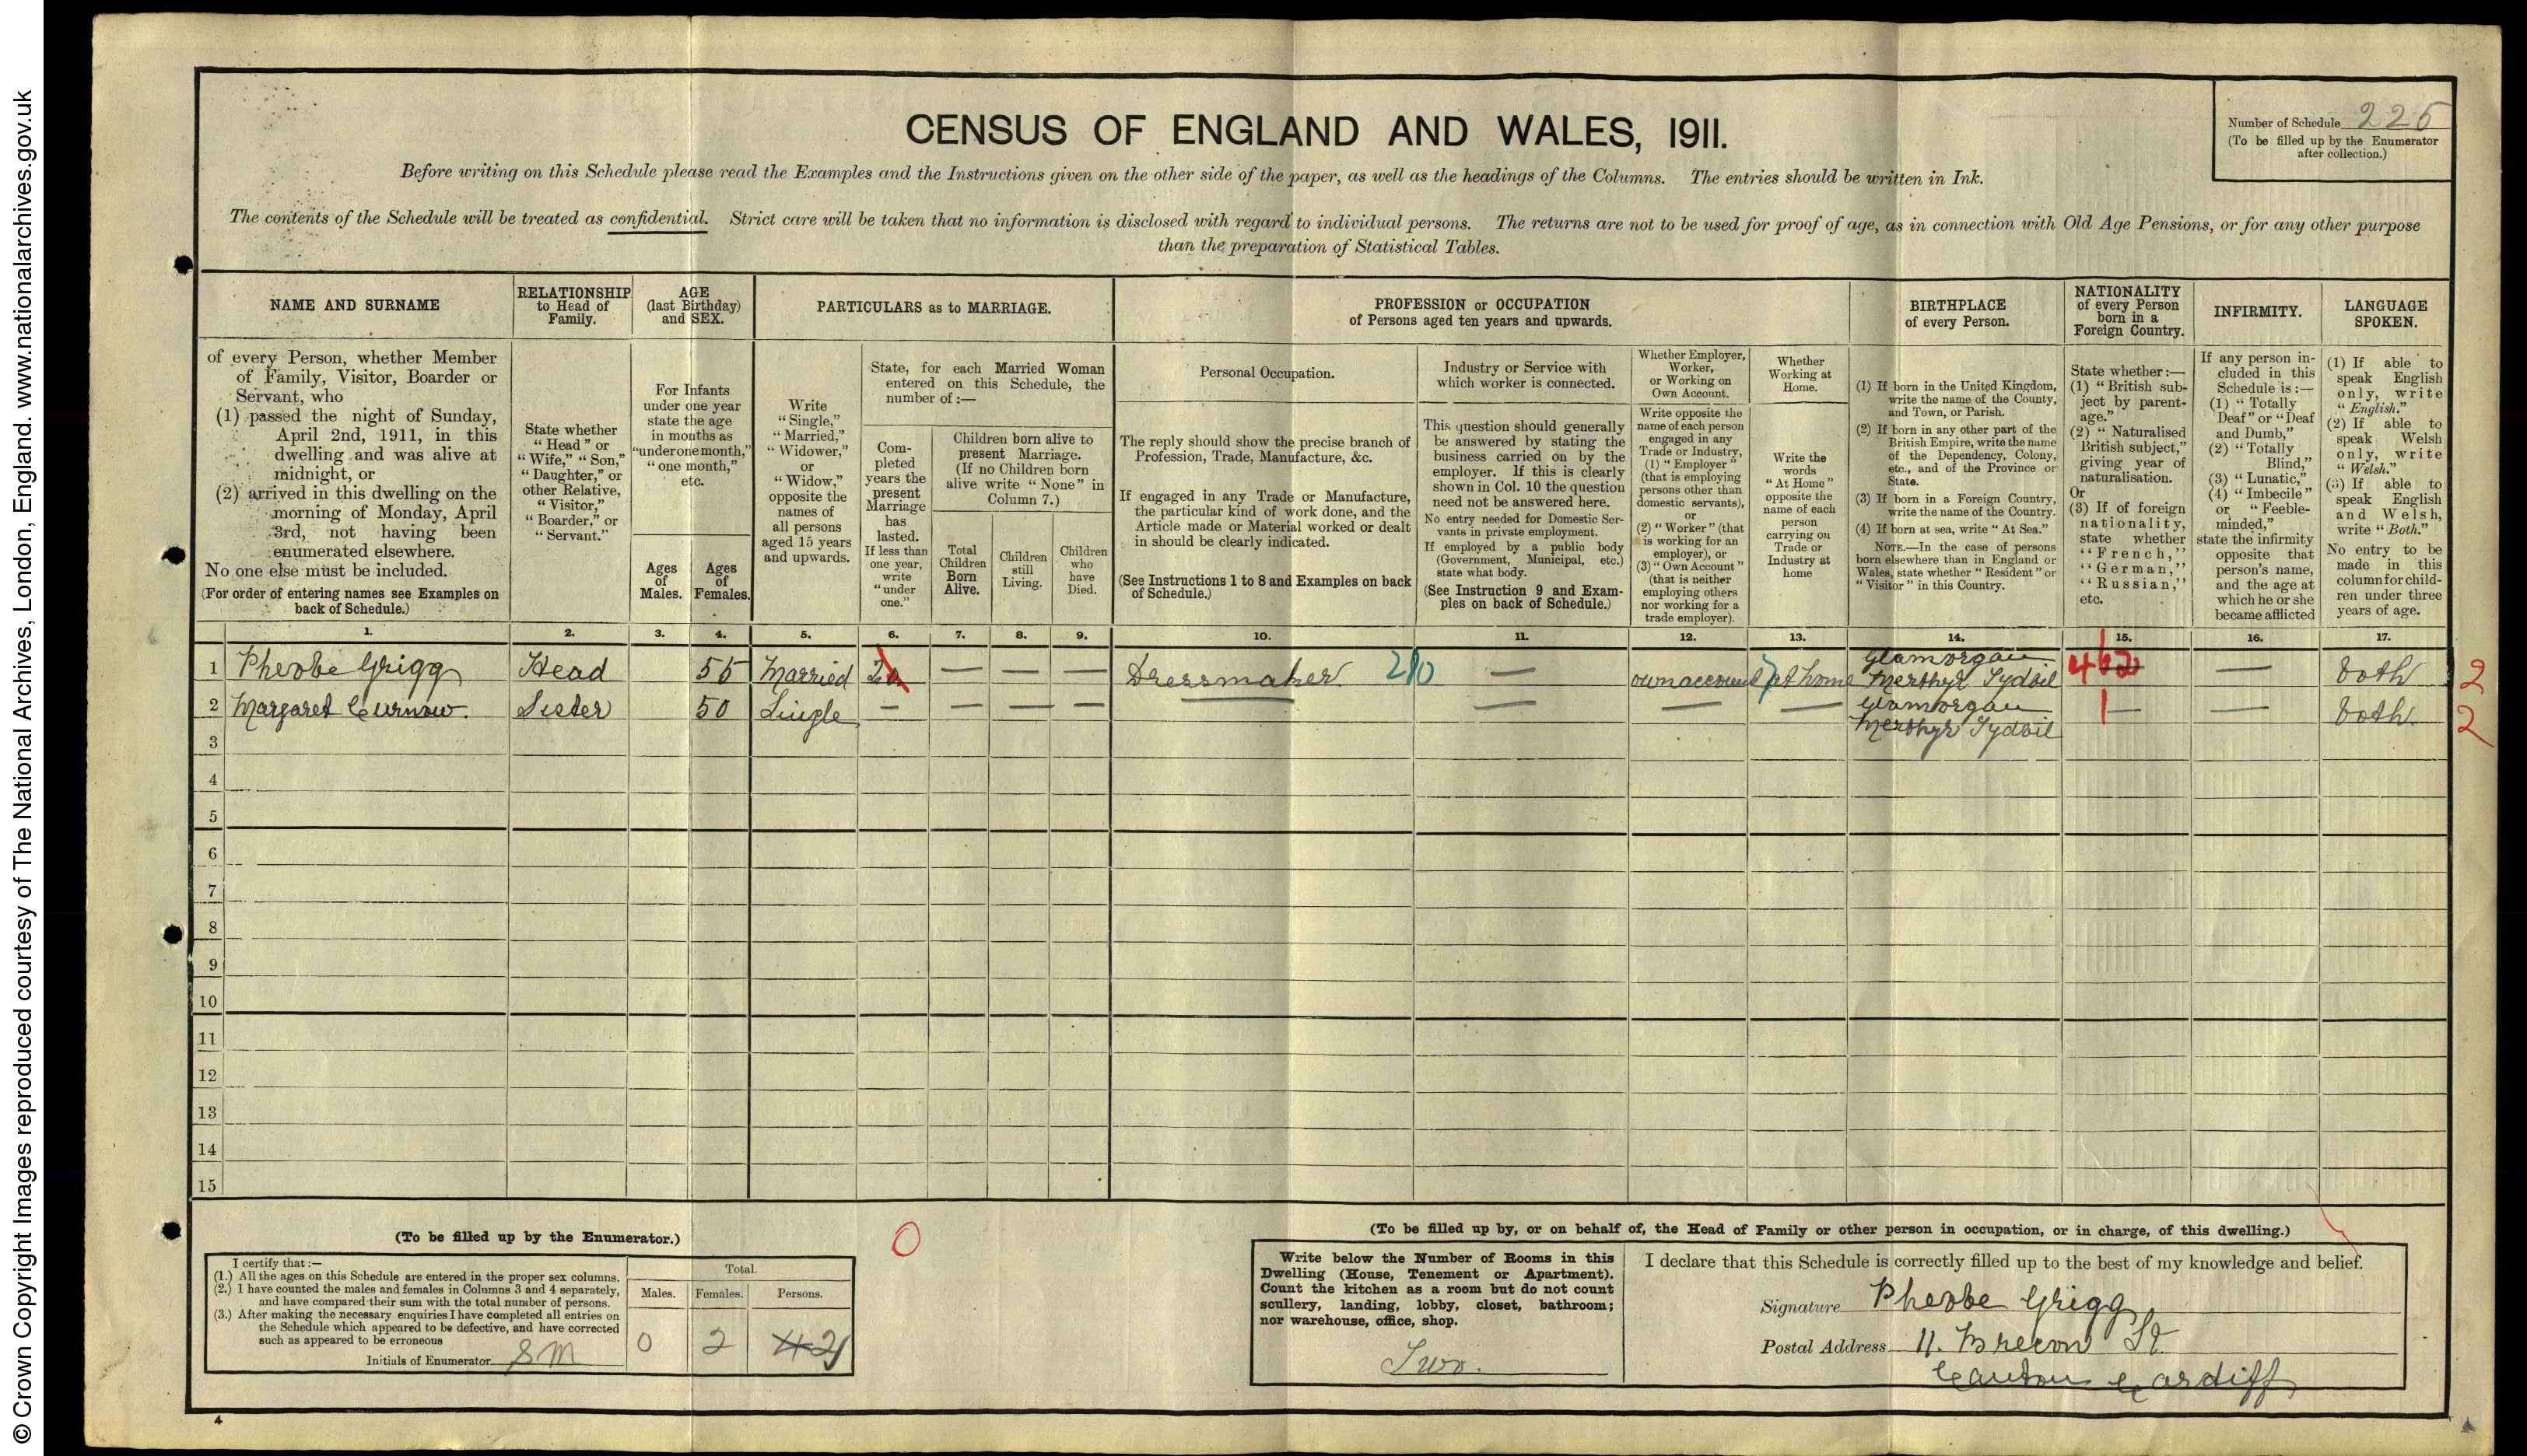 © Crown Copyright Images reproduced courtesy of The National Archives, London, England. www.nationalarchives.gov.uk
CENSUS OF ENGLAND AND WALES, 1911.
Number of Schedule 225
(To be filled up by the Enumerator
after collection.)
Before writing on this Schedule please read the Examples and the Instructions given on the other side of the paper, as well as the headings of the Columns. The entries should be written in Ink.
The contents of the Schedule will be treated as confidential. Strict care will be taken that no information is disclosed with regard to individual persons. The returns are not to be used for proof of age, as in connection with Old Age Pensions, or for any other purpose
than the preparation of Statistical Tables.
NAME AND SURNAME
of every Person, whether Member
of Family, Visitor, Boarder or
Servant, who
(1) passed the night of Sunday,
April 2nd, 1911, in this
dwelling and was alive at
midnight, or
(2) arrived in this dwelling on the
morning of Monday, April
3rd, not having been
enumerated elsewhere.
No one else must be included.
(For order of entering names see Examples on
back of Schedule.)
RELATIONSHIP
to Head of
Family.
State whether
"Head" or
"Wife," "Son,"
"Daughter," or
other Relative,
"Visitor,"
"Boarder," or
"Servant."
AGE
(last Birthday)
and SEX.
For Infants
under one year
state the age
in months as
"under one month,"
"one month,"
etc.
Ages
of
Males.
Ages
of
Females.
PARTICULARS as to MARRIAGE.
Write
"Single,"
"Married,"
"Widower,"
or
"Widow,"
opposite the
names of
all persons
aged 15 years
and upwards.
State, for each Married Woman
entered on this Schedule, the
number of :—
Com-
pleted
years the
present
Marriage
has
lasted.
If less than
one year,
write
"under
one."
Children born alive to
present Marriage.
(If no Children born
alive write "None" in
Column 7.)
Total
Children
Born
Alive.
Children
still
Living.
Children
who
have
Died.
PROFESSION or OCCUPATION
of Persons aged ten years and upwards.
Personal Occupation.
The reply should show the precise branch of
Profession, Trade, Manufacture, &c.
If engaged in any Trade or Manufacture,
the particular kind of work done, and the
Article made or Material worked or dealt
in should be clearly indicated.
(See Instructions 1 to 8 and Examples on back
of Schedule.)
Industry or Service with
which worker is connected.
This question should generally
be answered by stating the
business carried on by the
employer. If this is clearly
shown in Col. 10 the question
need not be answered here.
No entry needed for Domestic Ser-
vants in private employment.
If employed by a public body
(Government, Municipal, etc.)
state what body.
(See Instruction 9 and Exam-
ples on back of Schedule.)
Whether Employer,
Worker,
or Working on
Own Account.
Write opposite the
name of each person
engaged in any
Trade or Industry,
(1) "Employer"
(that is employing
persons other than
domestic servants),
or
(2) "Worker" (that
is working for an
employer), or
(3) "Own Account"
(that is neither
employing others
nor working for a
trade employer).
Whether
Working at
Home.
Write the
words
"At Home"
opposite the
name of each
person
carrying on
Trade or
Industry at
home
BIRTHPLACE
of every Person.
(1) If born in the United Kingdom,
write the name of the County,
and Town, or Parish.
(2) If born in any other part of the
British Empire, write the name
of the Dependency, Colony,
etc., and of the Province or
State.
(3) If born in a Foreign Country,
write the name of the Country.
(4) If born at sea, write "At Sea."
NOTE.—In the case of persons
born elsewhere than in England or
Wales, state whether "Resident" or
"Visitor" in this Country.
NATIONALITY
of every Person
born in a
Foreign Country.
State whether :—
(1) "British sub-
ject by parent-
age."
(2) "Naturalised
British subject,"
giving year of
naturalisation.
Or
(3) If of foreign
nationality,
state whether
"French,"
"German,"
"Russian,"
etc.
INFIRMITY.
If any person in-
cluded in this
Schedule is :—
(1) "Totally
Deaf" or "Deaf
and Dumb,"
(2) "Totally
Blind,"
(3) "Lunatic,"
(4) "Imbecile"
or "Feeble-
minded,"
state the infirmity
opposite that
person's name,
and the age at
which he or she
became afflicted
LANGUAGE
SPOKEN.
(1) If able to
speak English
only, write
"English."
(2) If able to
speak Welsh
only, write
"Welsh."
(3) If able to
speak English
and Welsh,
write "Both."
No entry to be
made in this
column for child-
ren under three
years of age.
1. 2. 3. 4. 5. 6. 7. 8. 9. 10. 11. 12. 13. 14. 15. 16. 17.
1 Pheobe Grigg Head 55 Married — — — Dressmaker 280 — own account 7 at home Glamorgan Merthyr Tydvil — both 2
2 Margaret Curnow. Sister 50 Single — — — — — — — — Glamorgan Merthyr Tydvil 1 — — both. 2
3
4
5
6
7
8
9
10
11
12
13
14
15
(To be filled up by the Enumerator.)
I certify that :—
(1.) All the ages on this Schedule are entered in the proper sex columns.
(2.) I have counted the males and females in Columns 3 and 4 separately,
and have compared their sum with the total number of persons.
(3.) After making the necessary enquiries I have completed all entries on
the Schedule which appeared to be defective, and have corrected
such as appeared to be erroneous
Initials of Enumerator SM
Total.
Males. Females. Persons.
0 2 2
0
(To be filled up by, or on behalf of, the Head of Family or other person in occupation, or in charge, of this dwelling.)
Write below the Number of Rooms in this
Dwelling (House, Tenement or Apartment).
Count the kitchen as a room but do not count
scullery, landing, lobby, closet, bathroom;
nor warehouse, office, shop.
Two.
I declare that this Schedule is correctly filled up to the best of my knowledge and belief.
Signature Pheobe Grigg
Postal Address 11. Brecon St
Canton Cardiff
4